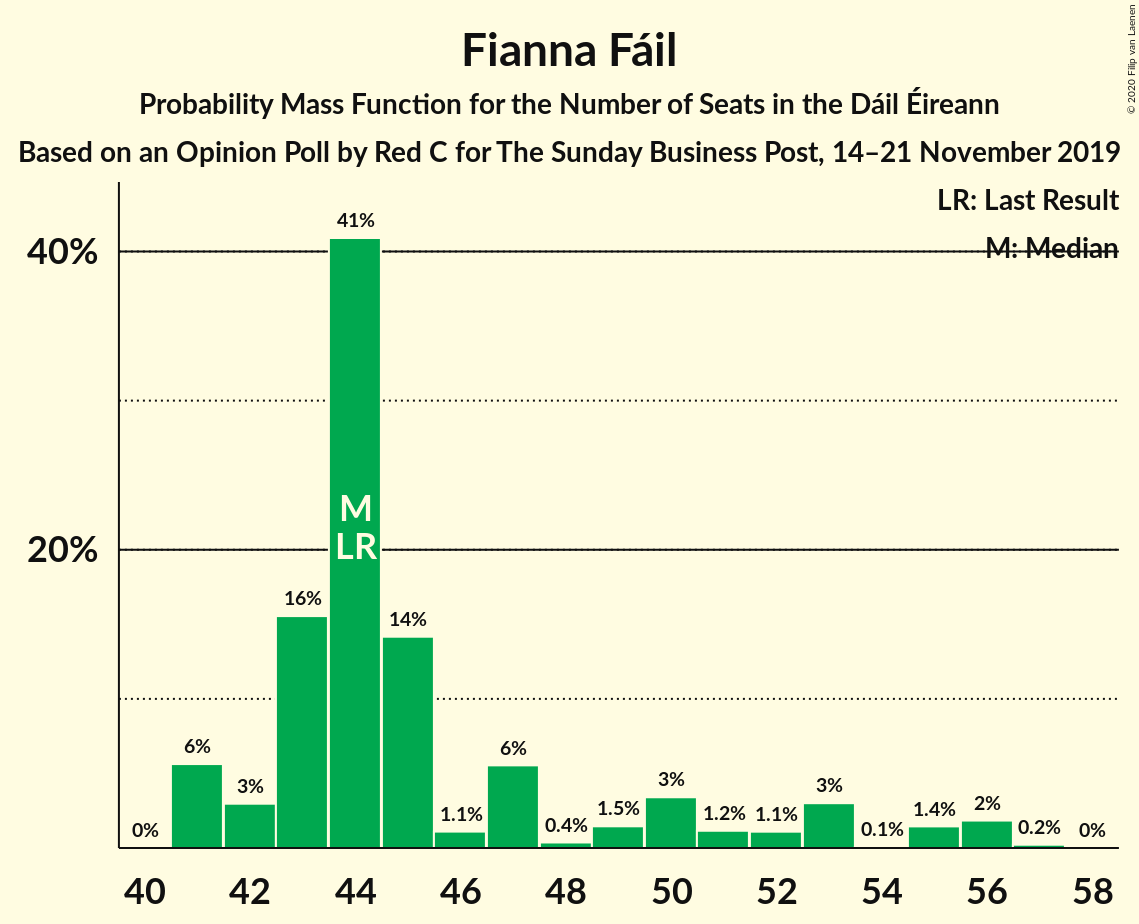 Fianna Fáil
Probability Mass Function for the Number of Seats in the Dáil Éireann
Based on an Opinion Poll by Red C for The Sunday Business Post, 14–21 November 2019
© 2020 Filip van Laenen
LR: Last Result
M: Median
40%
20%
0%
6%
3%
16%
41%
14%
1.1%
6%
0.4%
1.5%
3%
1.2%
1.1%
3%
0.1%
1.4%
2%
0.2%
0%
M
LR
40 42 44 46 48 50 52 54 56 58